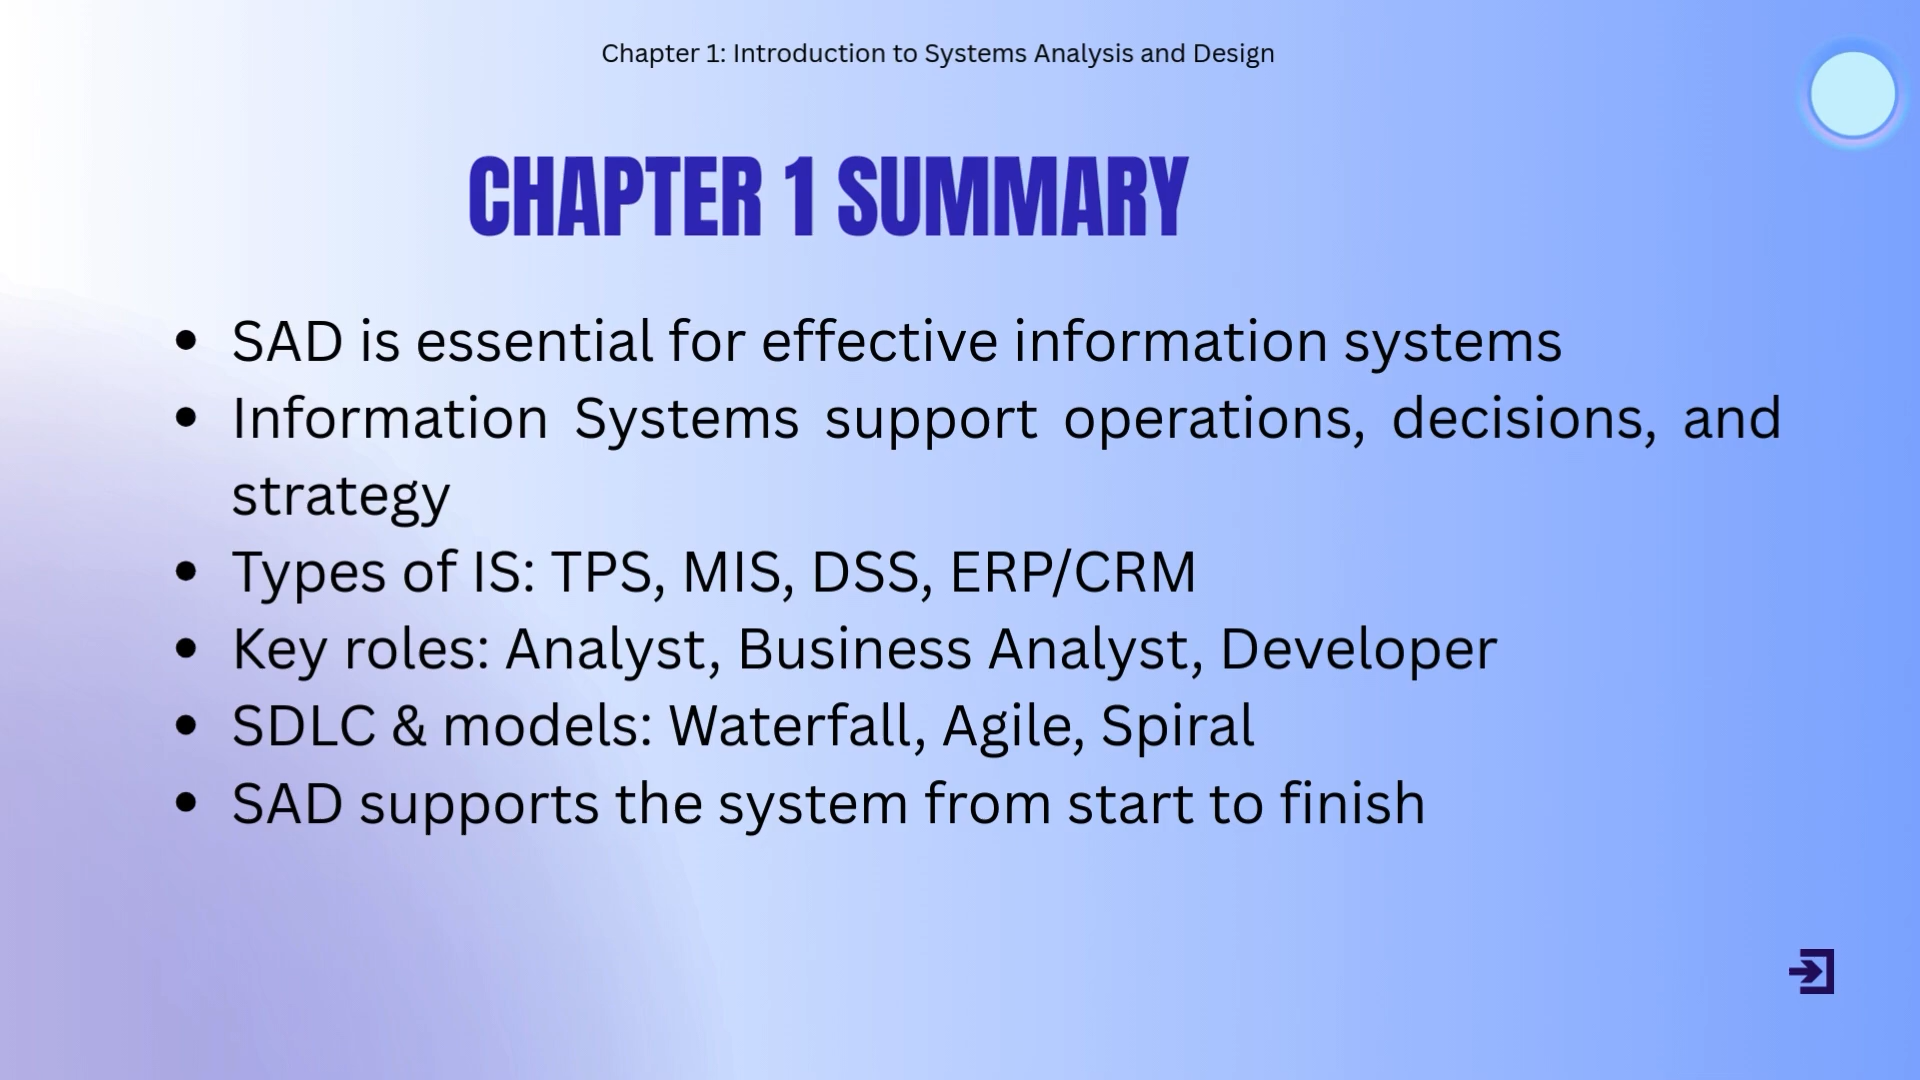 Chapter 1: Introduction to Systems Analysis and Design
CHAPTER 1 SUMMARY
• SAD is essential for effective information systems
• Information Systems support operations, decisions, and
strategy
• Types of IS: TPS, MIS, DSS, ERP/CRM
• Key roles: Analyst, Business Analyst, Developer
• SDLC & models: Waterfall, Agile, Spiral
• SAD supports the system from start to finish